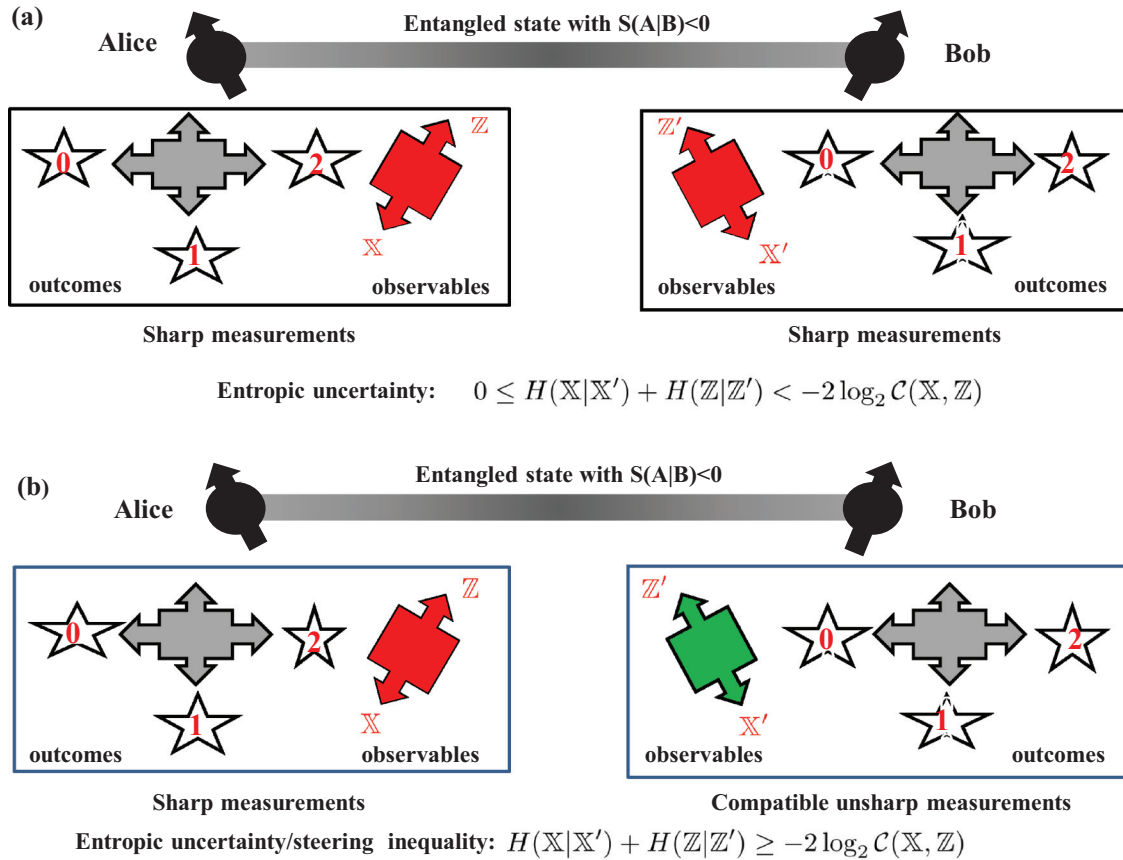 (a)
Entangled state with S(A|B)<0
Alice
Bob
0
2
ℤ
1
𝕏
outcomes
observables
Sharp measurements
ℤ′
0
2
𝕏′
1
observables
outcomes
Sharp measurements
Entropic uncertainty: 0 ≤ H(𝕏|𝕏′) + H(ℤ|ℤ′) < −2 log₂ 𝒞(𝕏, ℤ)
(b)
Entangled state with S(A|B)<0
Alice
Bob
0
2
ℤ
1
𝕏
outcomes
observables
Sharp measurements
ℤ′
0
2
𝕏′
1
observables
outcomes
Compatible unsharp measurements
Entropic uncertainty/steering inequality: H(𝕏|𝕏′) + H(ℤ|ℤ′) ≥ −2 log₂ 𝒞(𝕏, ℤ)